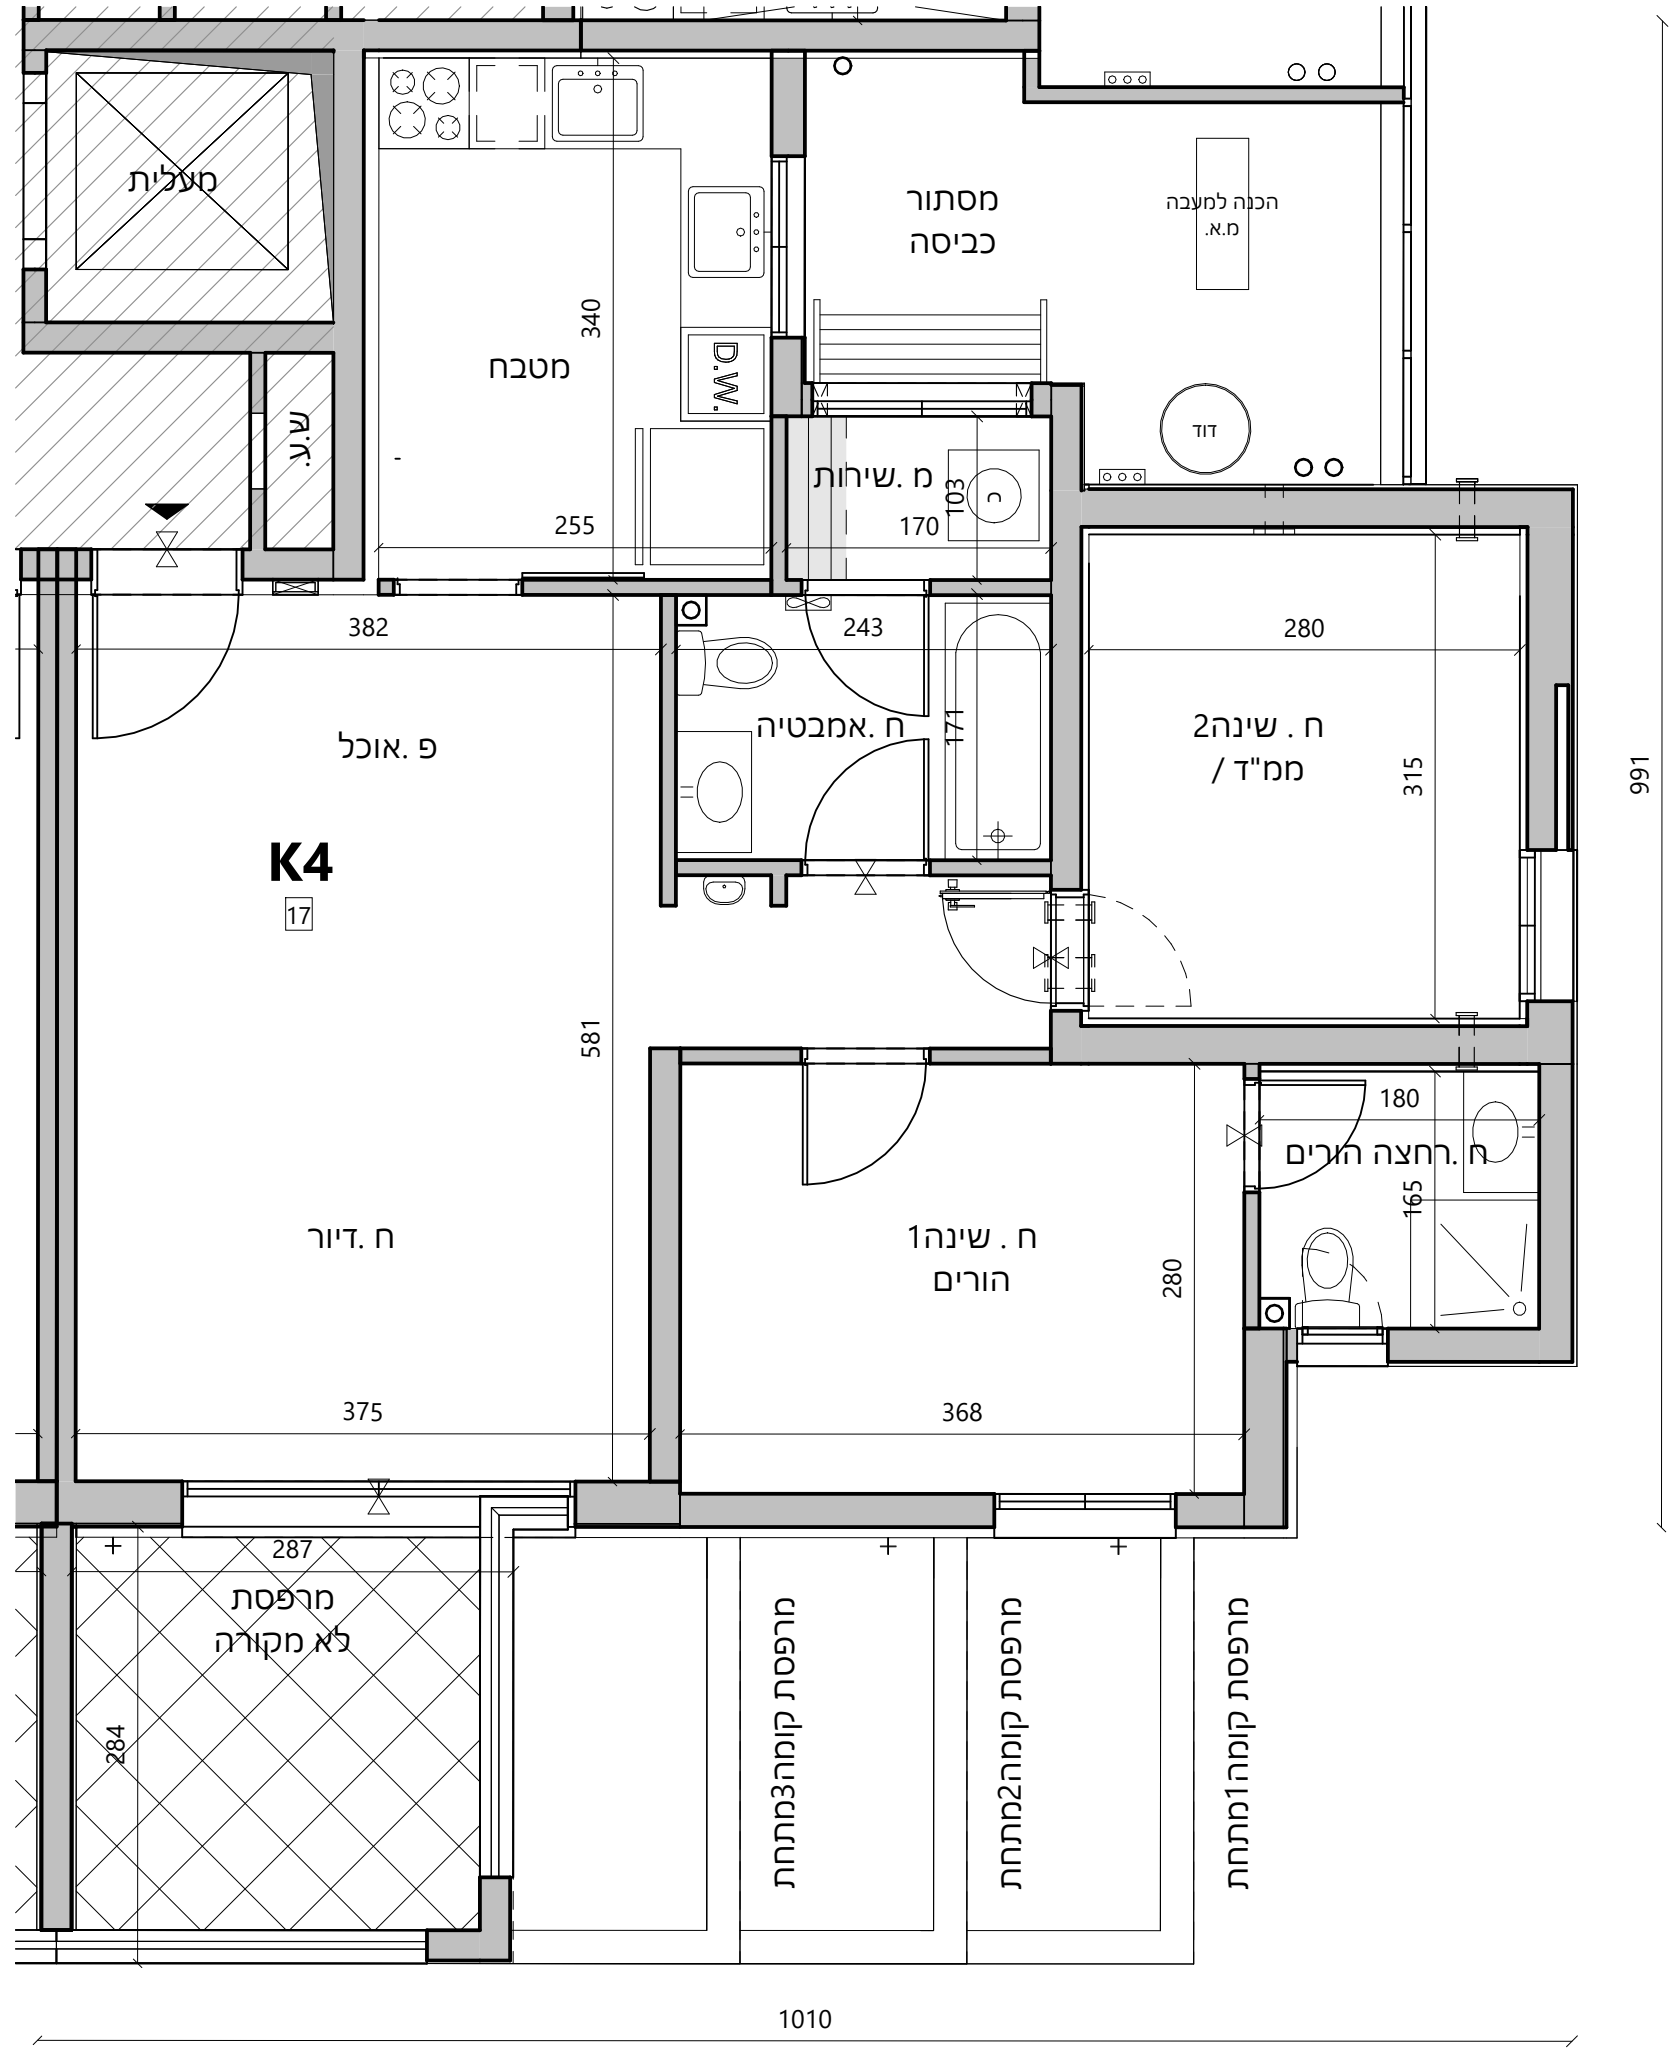 מעלית
ש.ע.
340
מטבח
D.W.
255
מסתור
כביסה
הכנה למעבה
מ.א.
דוד
מ .שירות
103
כ
170
382
243
280
פ .אוכל
ח .אמבטיה
171
ח . שינה2
ממ"ד /
315
991
K4
17
581
180
ח .רחצה הורים
165
ח .דיור
ח . שינה1
הורים
280
375
368
287
מרפסת
לא מקורה
284
מרפסת קומה3מתחת
מרפסת קומה2מתחת
מרפסת קומה1מתחת
1010